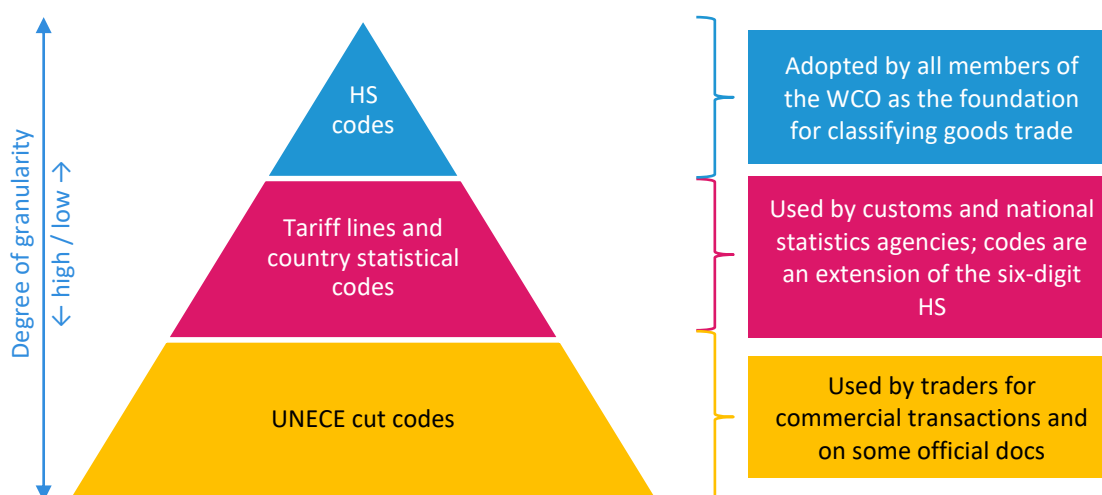 Degree of granularity
← high / low →
HS
codes
Adopted by all members of
the WCO as the foundation
for classifying goods trade
Tariff lines and
country statistical
codes
Used by customs and national
statistics agencies; codes are
an extension of the six-digit
HS
UNECE cut codes
Used by traders for
commercial transactions and
on some official docs